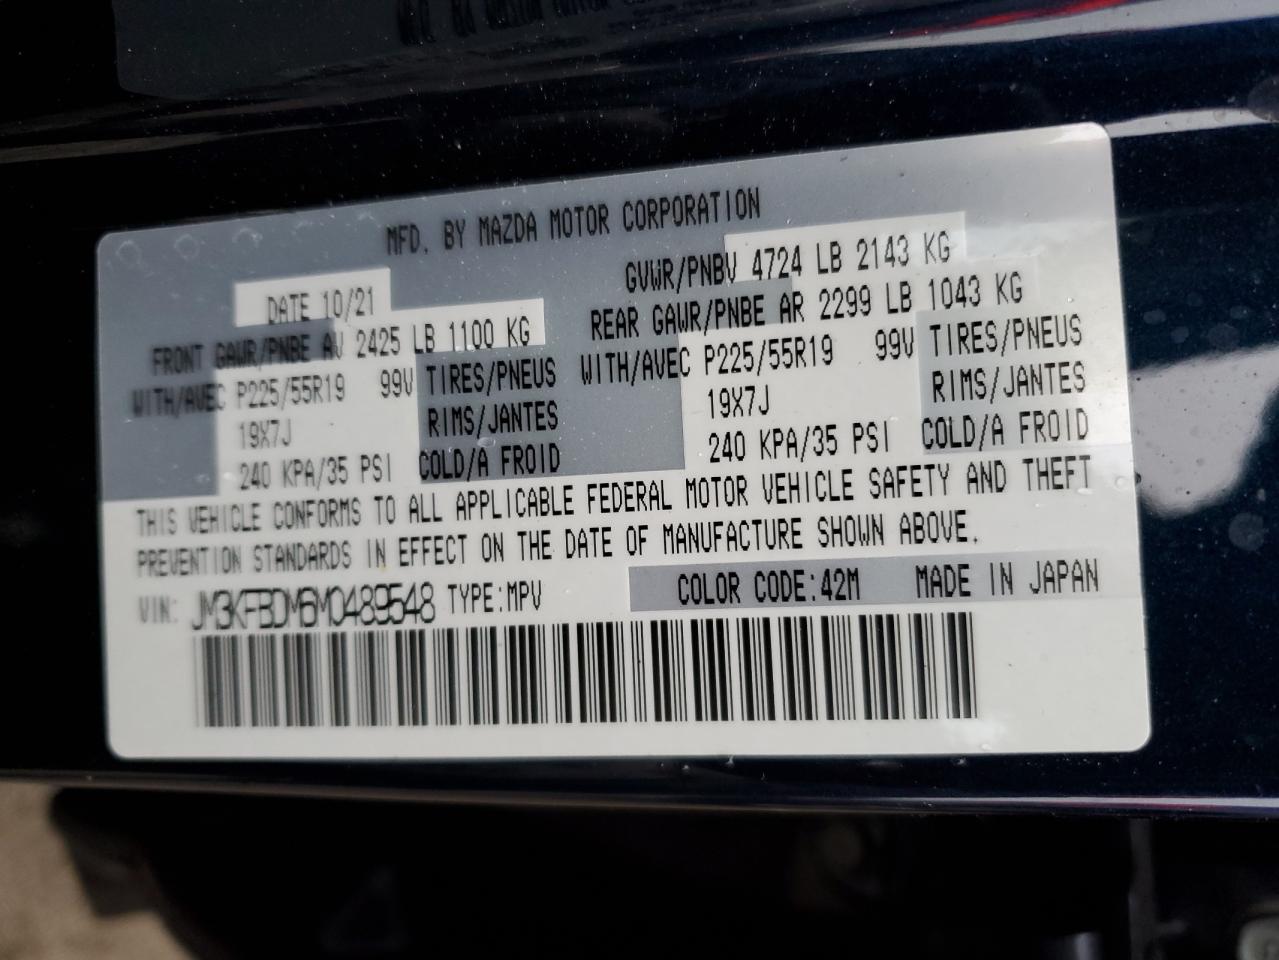 MFD. BY MAZDA MOTOR CORPORATION
DATE 10/21 GVWR/PNBV 4724 LB 2143 KG
FRONT GAWR/PNBE AV 2425 LB 1100 KG REAR GAWR/PNBE AR 2299 LB 1043 KG
WITH/AVEC P225/55R19 99V TIRES/PNEUS WITH/AVEC P225/55R19 99V TIRES/PNEUS
19X7J RIMS/JANTES 19X7J RIMS/JANTES
240 KPA/35 PSI COLD/A FROID 240 KPA/35 PSI COLD/A FROID
THIS VEHICLE CONFORMS TO ALL APPLICABLE FEDERAL MOTOR VEHICLE SAFETY AND THEFT
PREVENTION STANDARDS IN EFFECT ON THE DATE OF MANUFACTURE SHOWN ABOVE.
VIN: JM3KFBDM6M0489548 TYPE:MPV COLOR CODE:42M MADE IN JAPAN